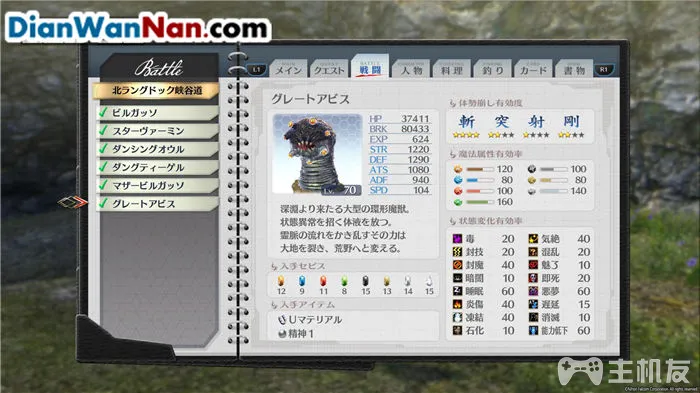 DianWanNan.com
Battle
北ラングドック峡谷道
ビルガッソ
スターヴァーミン
ダンシングオウル
ダングティーゲル
マザービルガッソ
グレートアビス
L1
メイン
クエスト
BATTLE
戦闘
人物
料理
釣り
カード
書物
R1
グレートアビス
HP 37411
BRK 80433
EXP 624
STR 1220
DEF 1290
ATS 1080
ADF 940
SPD 104
Lv. 70
深淵より来たる大型の環形魔獣。
状態異常を招く体液を放つ。
霊脈の流れをかき乱すその力は
大地を裂き、荒野へと変える。
入手セピス
12 9 11 8 15 13 14 15
入手アイテム
Uマテリアル
精神1
体勢崩し有効度
斬 突 射 剛
魔法属性有効率
120 100
80 100
60 140
160
状態変化有効率
毒 20 気絶 40
封技 20 混乱 20
封魔 40 魅了 10
暗闇 10 即死 20
睡眠 60 悪夢 60
炎傷 40 遅延 15
凍結 40 消滅 10
石化 10 能力低下 60
主机友
©Nihon Falcom Corporation. All rights reserved.